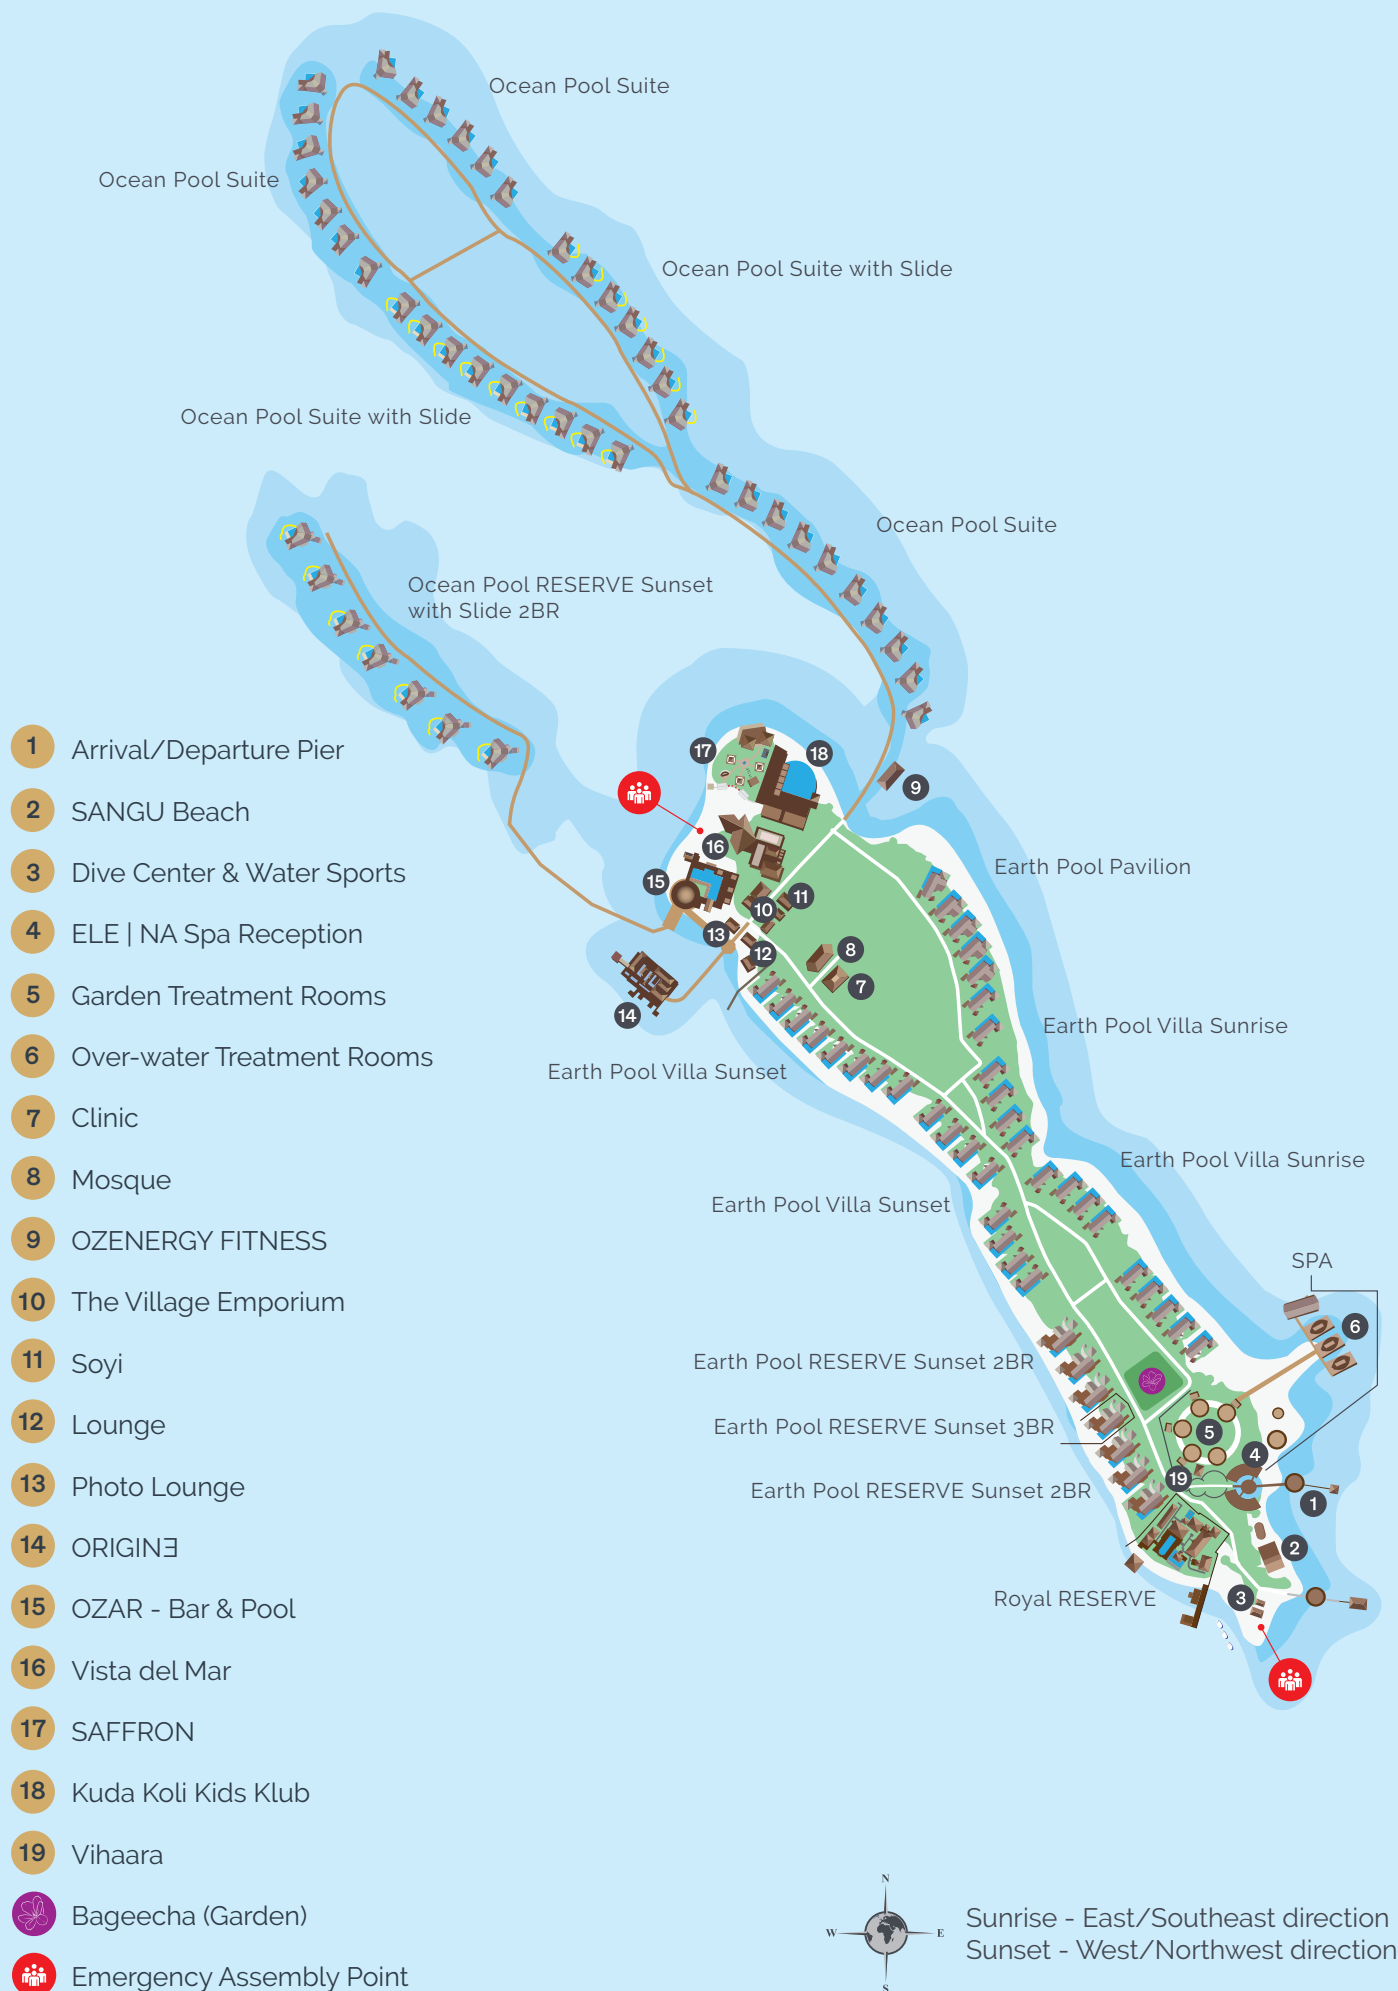 Ocean Pool Suite
Ocean Pool Suite
Ocean Pool Suite with Slide
Ocean Pool Suite with Slide
Ocean Pool Suite
Ocean Pool RESERVE Sunset
with Slide 2BR
17
18
9
16
15
11
10
13
12
8
7
14
Earth Pool Pavilion
Earth Pool Villa Sunrise
Earth Pool Villa Sunset
Earth Pool Villa Sunrise
Earth Pool Villa Sunset
SPA
6
Earth Pool RESERVE Sunset 2BR
Earth Pool RESERVE Sunset 3BR
5
4
19
Earth Pool RESERVE Sunset 2BR
1
2
Royal RESERVE
3
1 Arrival/Departure Pier
2 SANGU Beach
3 Dive Center & Water Sports
4 ELE | NA Spa Reception
5 Garden Treatment Rooms
6 Over-water Treatment Rooms
7 Clinic
8 Mosque
9 OZENERGY FITNESS
10 The Village Emporium
11 Soyi
12 Lounge
13 Photo Lounge
14 ORIGIN∃
15 OZAR - Bar & Pool
16 Vista del Mar
17 SAFFRON
18 Kuda Koli Kids Klub
19 Vihaara
Bageecha (Garden)
Emergency Assembly Point
N
W E
S
Sunrise - East/Southeast direction
Sunset - West/Northwest direction